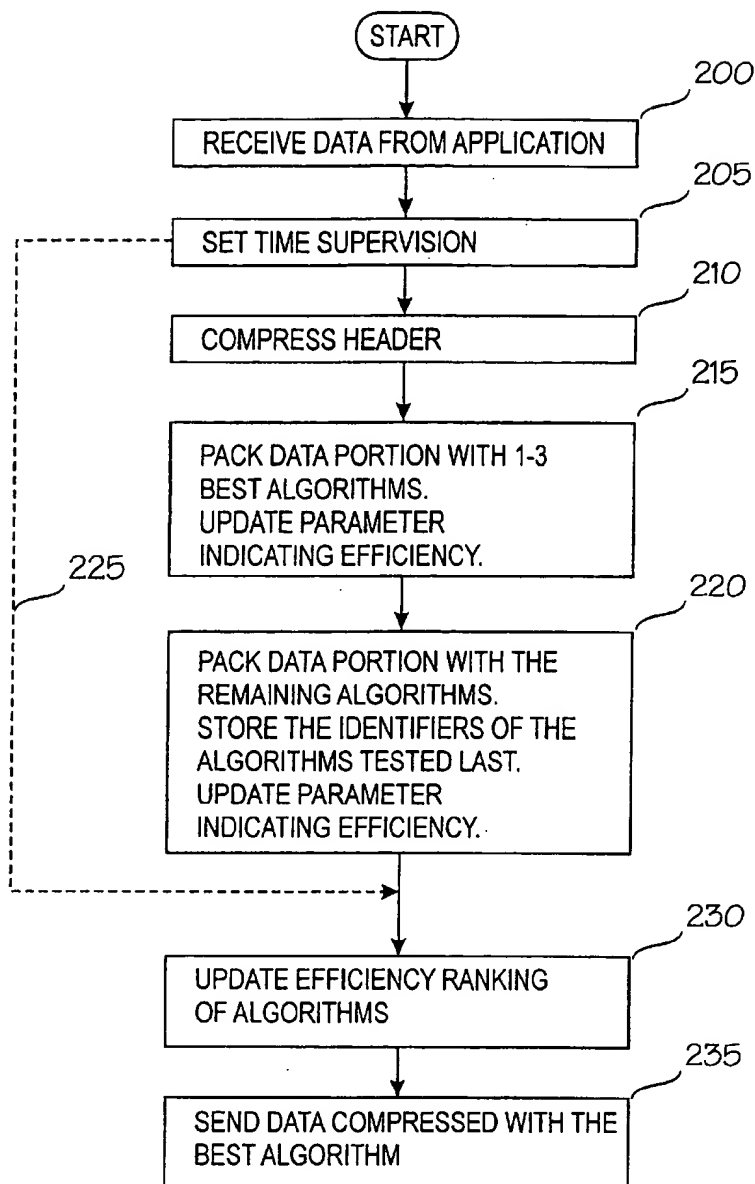 START
200
RECEIVE DATA FROM APPLICATION
205
SET TIME SUPERVISION
210
COMPRESS HEADER
215
PACK DATA PORTION WITH 1-3
BEST ALGORITHMS.
UPDATE PARAMETER
INDICATING EFFICIENCY.
225
220
PACK DATA PORTION WITH THE
REMAINING ALGORITHMS.
STORE THE IDENTIFIERS OF THE
ALGORITHMS TESTED LAST.
UPDATE PARAMETER
INDICATING EFFICIENCY.
230
UPDATE EFFICIENCY RANKING
OF ALGORITHMS
235
SEND DATA COMPRESSED WITH THE
BEST ALGORITHM